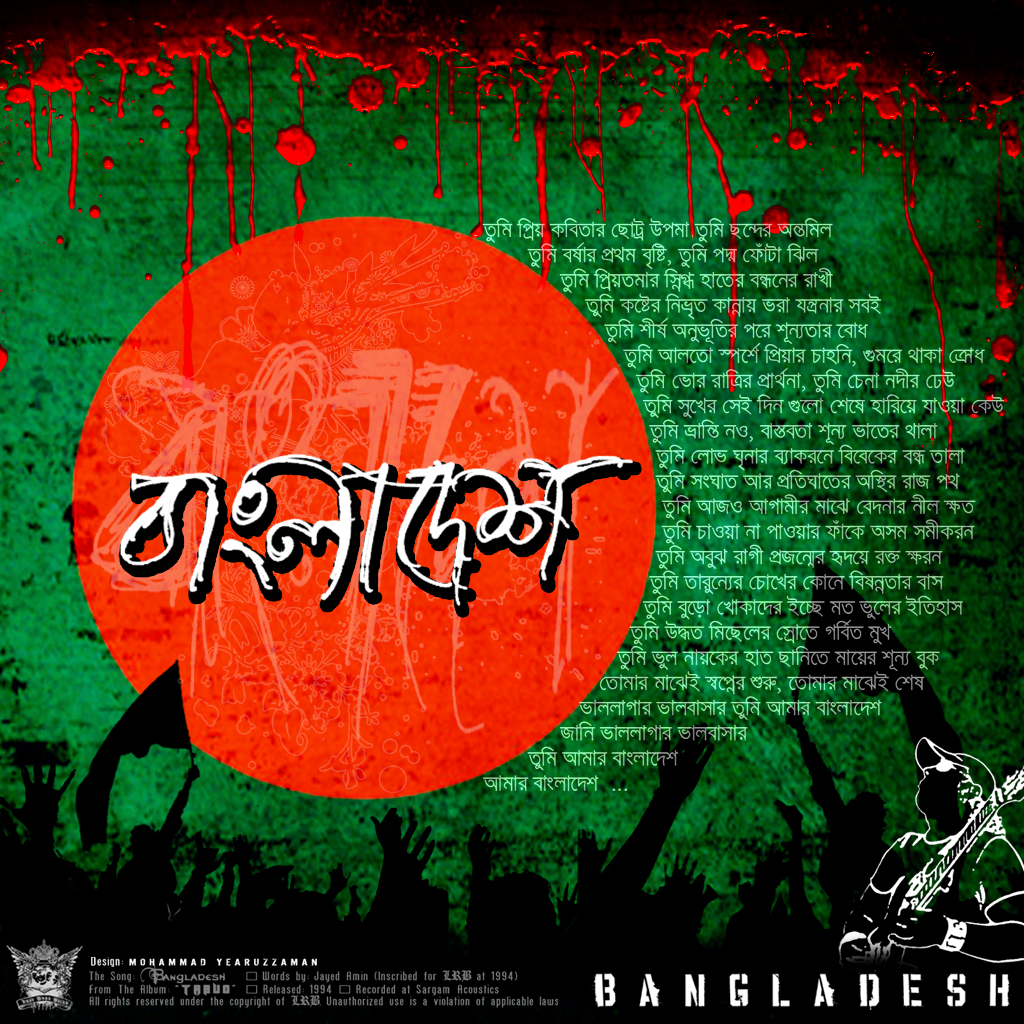 তুমি প্রিয় কবিতার ছোট্র উপমা তুমি ছন্দের অন্তমিল
তুমি বর্ষার প্রথম বৃষ্টি, তুমি পদ্ম ফোঁটা ঝিল
তুমি প্রিয়তমার স্নিগ্ধ হাতের বন্ধনের রাখী
তুমি কষ্টের নিভৃত কান্নায় ভরা যন্ত্রনার সবই
তুমি শীর্ষ অনুভূতির পরে শূন্যতার বোধ
তুমি আলতো স্পর্শে প্রিয়ার চাহনি, গুমরে থাকা ক্রোধ
তুমি ভোর রাত্রির প্রার্থনা, তুমি চেনা নদীর ঢেউ
তুমি সুখের সেই দিন গুলো শেষে হারিয়ে যাওয়া কেউ
তুমি ভ্রান্তি নও, বাস্তবতা শূন্য ভাতের থালা
তুমি লোভ ঘৃনার ব্যাকরনে বিবেকের বন্ধ তালা
তুমি সংঘাত আর প্রতিঘাতের অস্থির রাজ পথ
তুমি আজও আগামীর মাঝে বেদনার নীল ক্ষত
তুমি চাওয়া না পাওয়ার ফাঁকে অসম সমীকরন
তুমি অবুঝ রাগী প্রজন্মের হৃদয়ে রক্ত ক্ষরন
তুমি তারুন্যের চোখের কোনে বিষন্নতার বাস
তুমি বুড়ো খোকাদের ইচ্ছে মত ভুলের ইতিহাস
তুমি উদ্ধত মিছেলের স্রোতে গর্বিত মুখ
তুমি ভুল নায়কের হাত ছানিতে মায়ের শূন্য বুক
তোমার মাঝেই স্বপ্নের শুরু, তোমার মাঝেই শেষ
ভাললাগার ভালবাসার তুমি আমার বাংলাদেশ
জানি ভাললাগার ভালবাসার
তুমি আমার বাংলাদেশ
আমার বাংলাদেশ ...
বাংলাদেশ
Design: MOHAMMAD YEARUZZAMAN
The Song: BANGLADESH □ Words by: Jayed Amin (Inscribed for LRB at 1994)
From The Album: "TABUO" □ Released: 1994 □ Recorded at Sargam Acoustics
All rights reserved under the copyright of LRB Unauthorized use is a violation of applicable laws
BANGLADESH